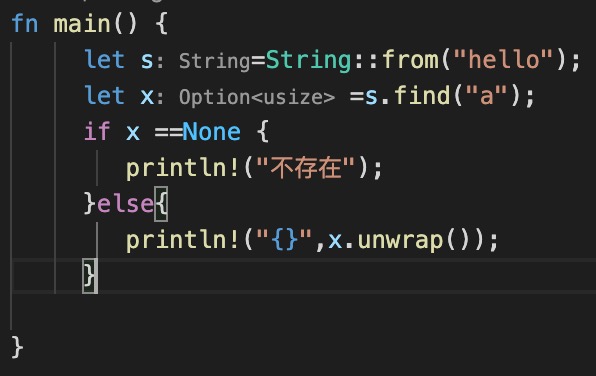 fn main() {
let s: String=String::from("hello");
let x: Option<usize> =s.find("a");
if x ==None {
println!("不存在");
}else{
println!("{}",x.unwrap());
}
}